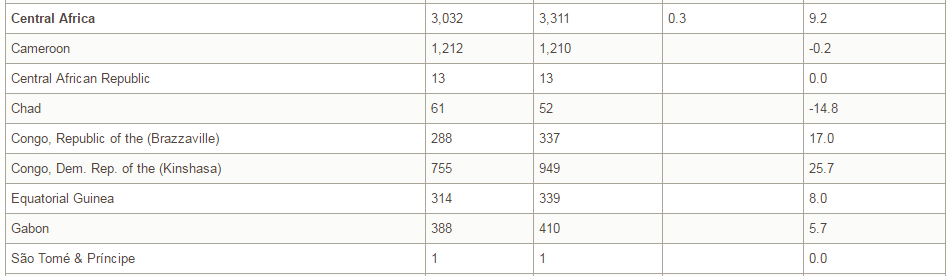 Central Africa 3,032 3,311 0.3 9.2
Cameroon 1,212 1,210 -0.2
Central African Republic 13 13 0.0
Chad 61 52 -14.8
Congo, Republic of the (Brazzaville) 288 337 17.0
Congo, Dem. Rep. of the (Kinshasa) 755 949 25.7
Equatorial Guinea 314 339 8.0
Gabon 388 410 5.7
São Tomé & Príncipe 1 1 0.0